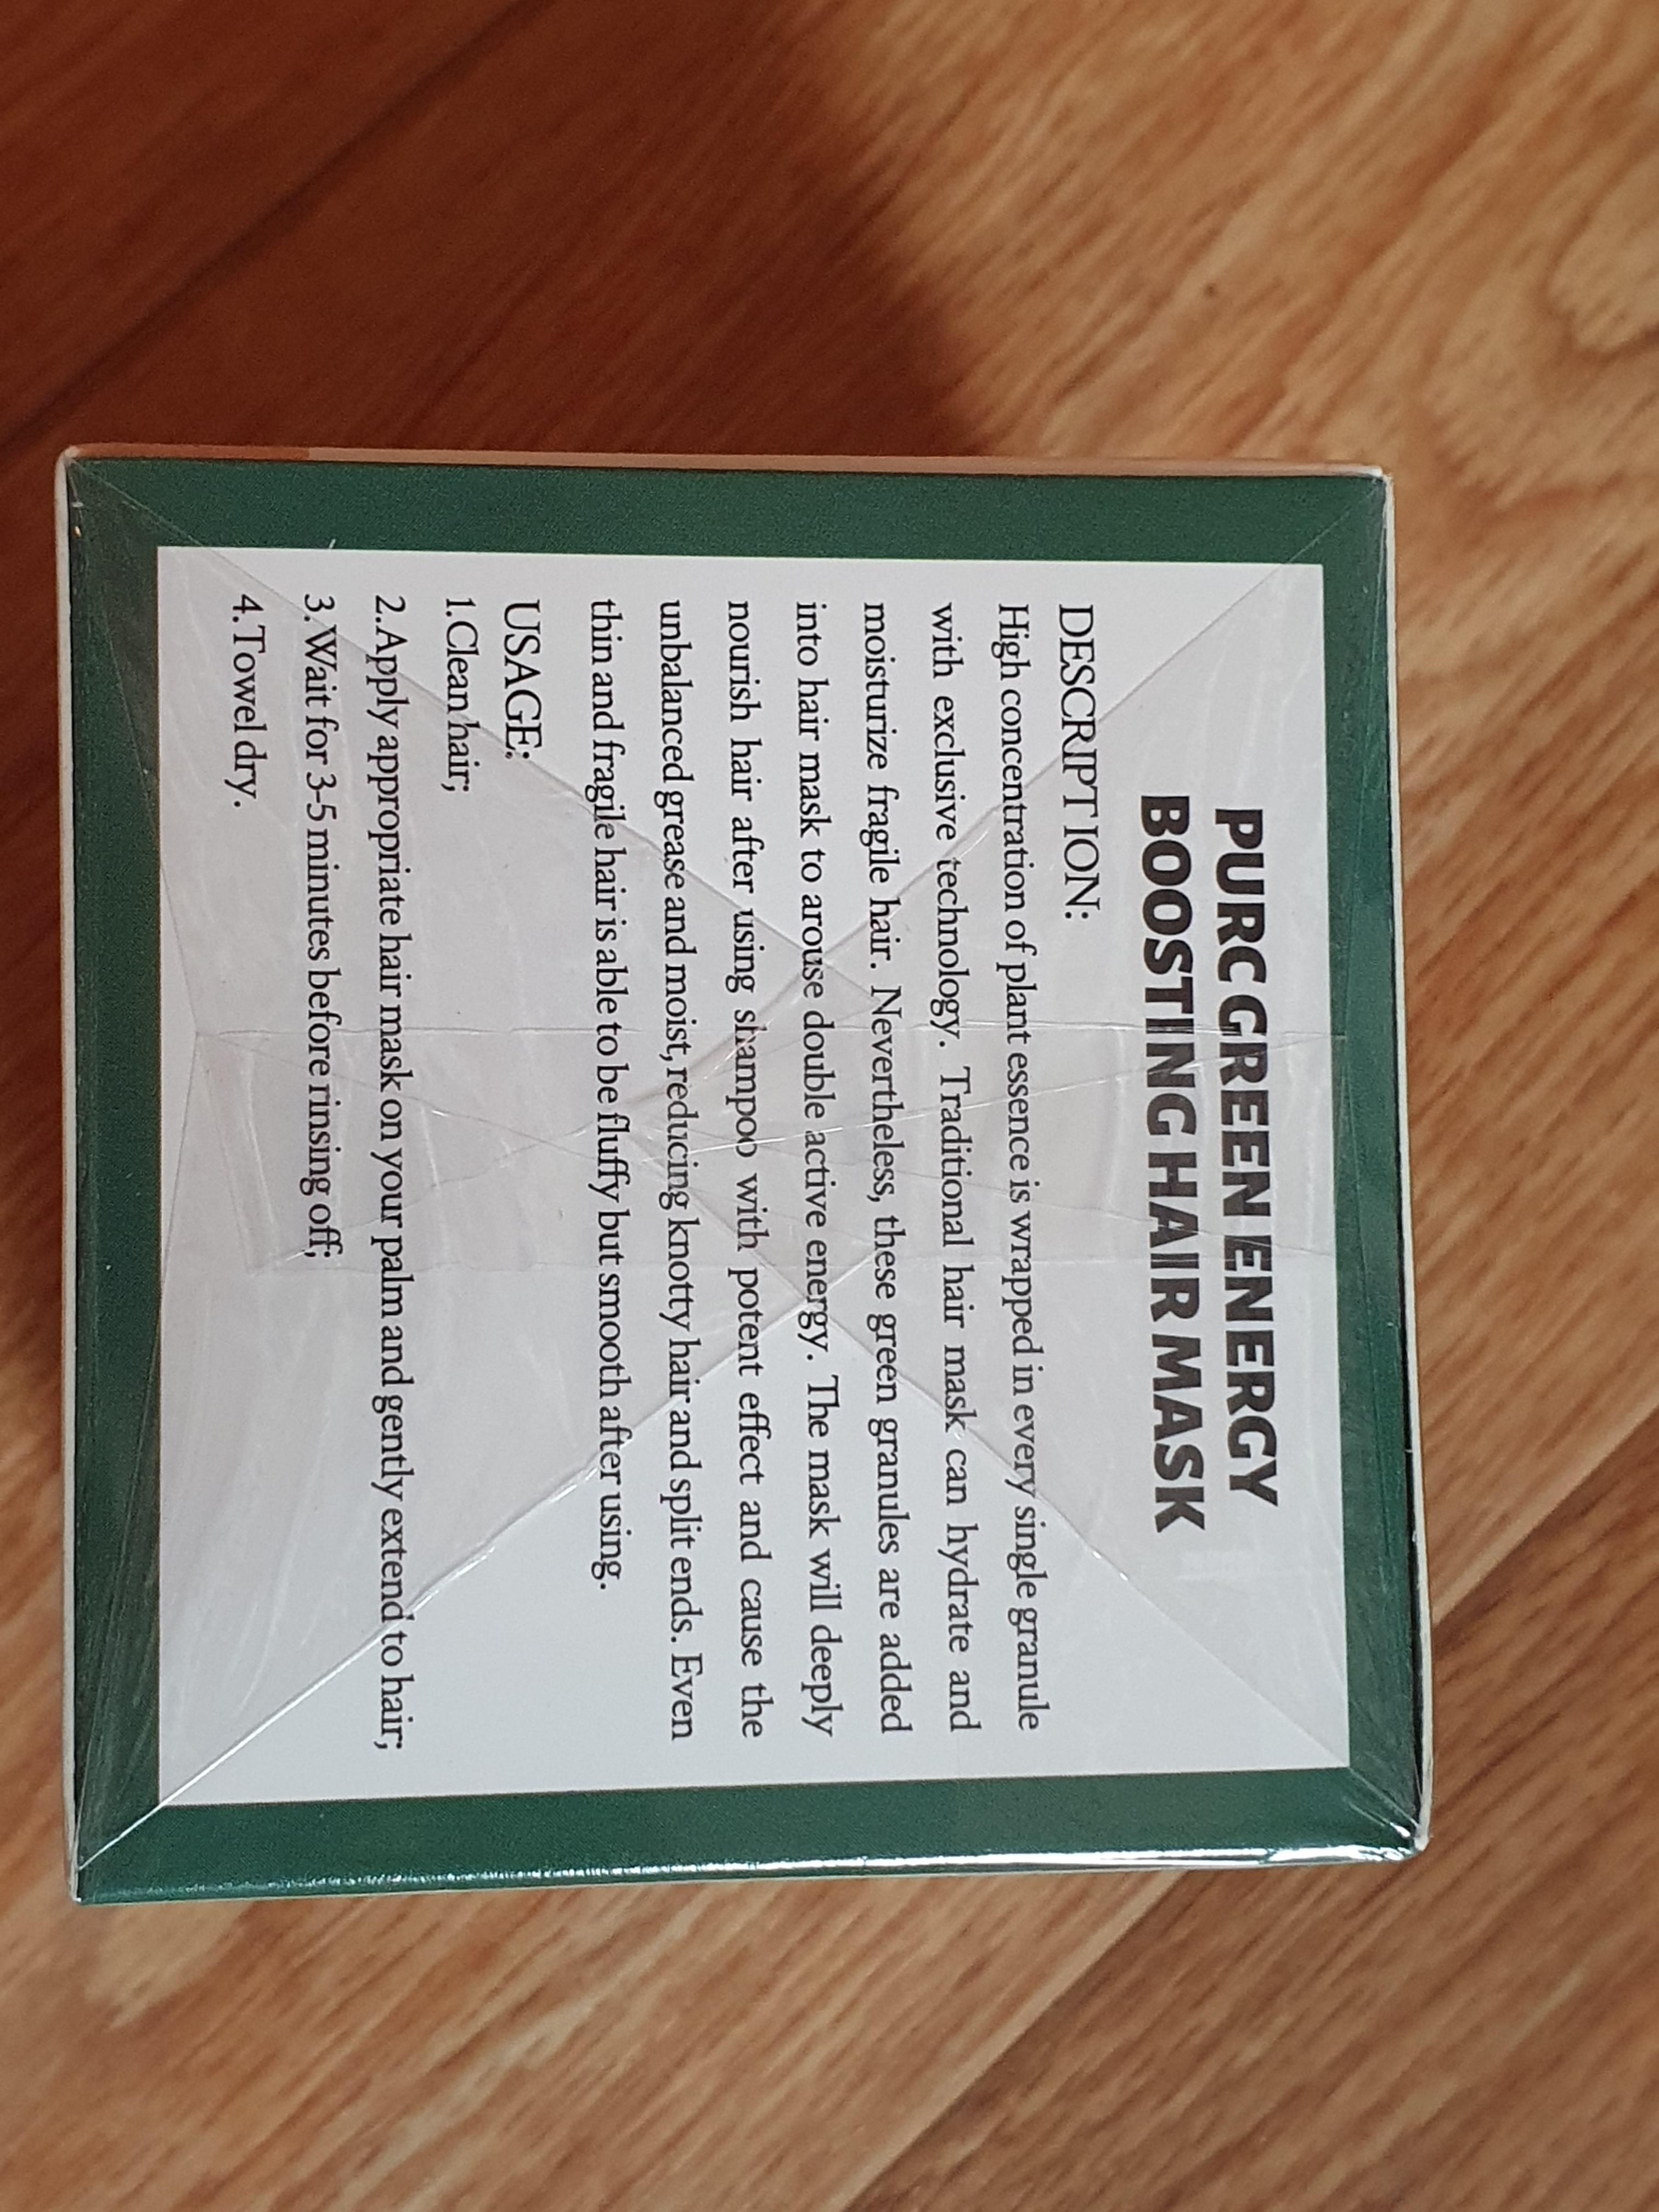 PURC GREEN ENERGY
BOOSTING HAIR MASK
DESCRIPTION:
High concentration of plant essence is wrapped in every single granule
with exclusive technology. Traditional hair mask can hydrate and
moisturize fragile hair. Nevertheless, these green granules are added
into hair mask to arouse double active energy. The mask will deeply
nourish hair after using shampoo with potent effect and cause the
unbalanced grease and moist, reducing knotty hair and split ends. Even
thin and fragile hair is able to be fluffy but smooth after using.
USAGE:
1.Clean hair;
2.Apply appropriate hair mask on your palm and gently extend to hair;
3.Wait for 3-5 minutes before rinsing off;
4.Towel dry.